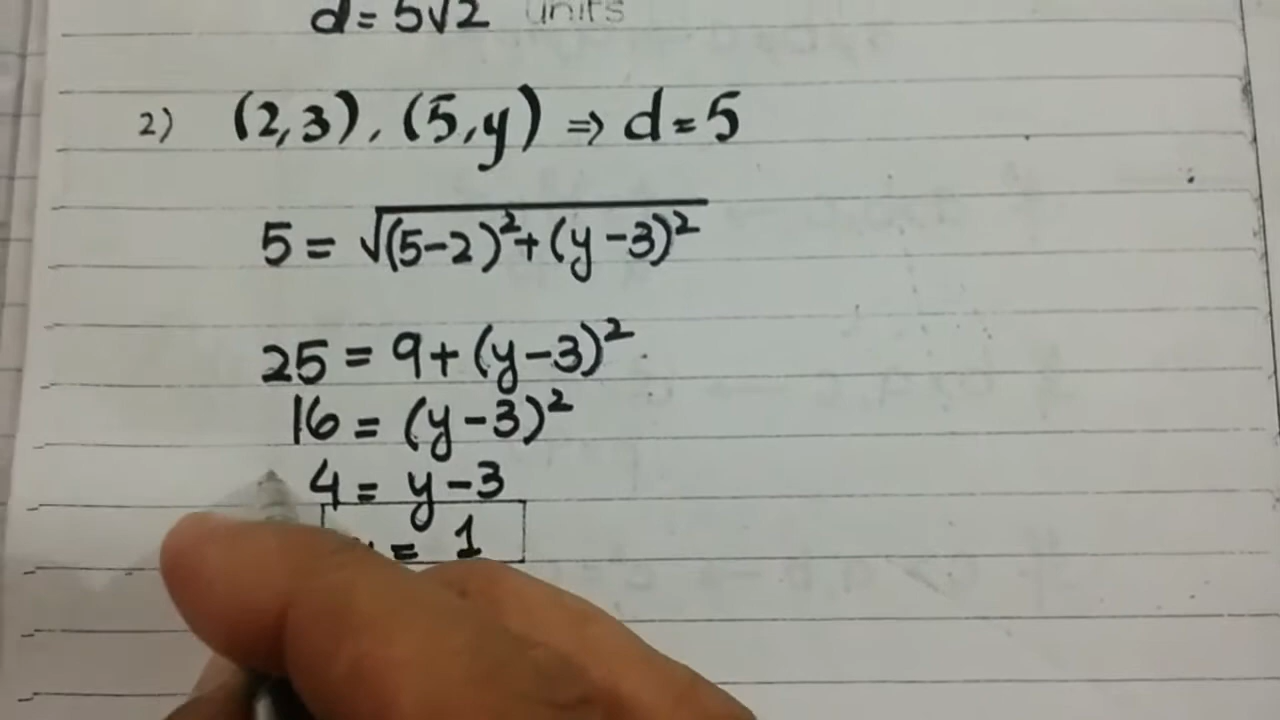 d = 5√2 units
2) (2,3), (5,y) ⇒ d = 5
5 = √(5-2)²+(y-3)²
25 = 9+(y-3)²
16 = (y-3)²
4 = y-3
= 1